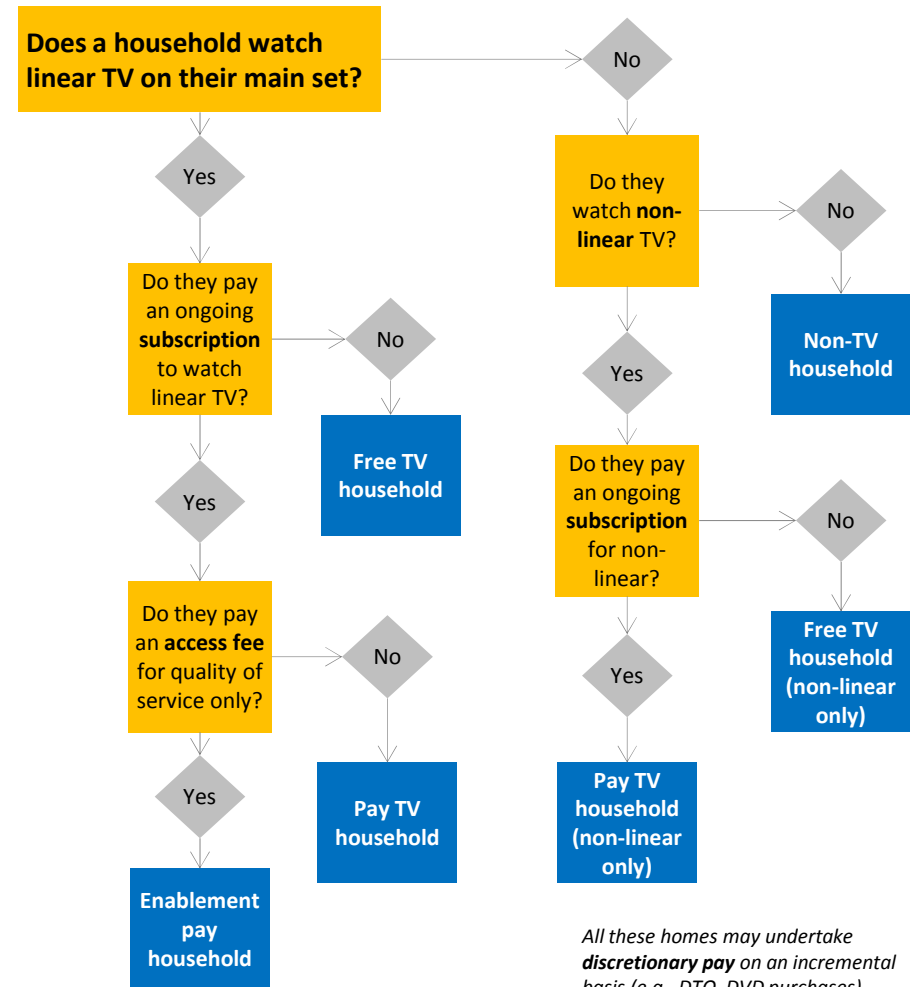 Does a household watch
linear TV on their main set?
No
Yes
Do they
watch non-
linear TV?
No
Do they pay
an ongoing
subscription
to watch
linear TV?
No
Non-TV
household
Yes
Free TV
household
Yes
Do they pay
an ongoing
subscription
for non-
linear?
No
Do they pay
an access fee
for quality of
service only?
No
Yes
Free TV
household
(non-linear
only)
Yes
Pay TV
household
Pay TV
household
(non-linear
only)
Enablement
pay
household
All these homes may undertake
discretionary pay on an incremental
basis (e.g., DTO, DVD purchases)